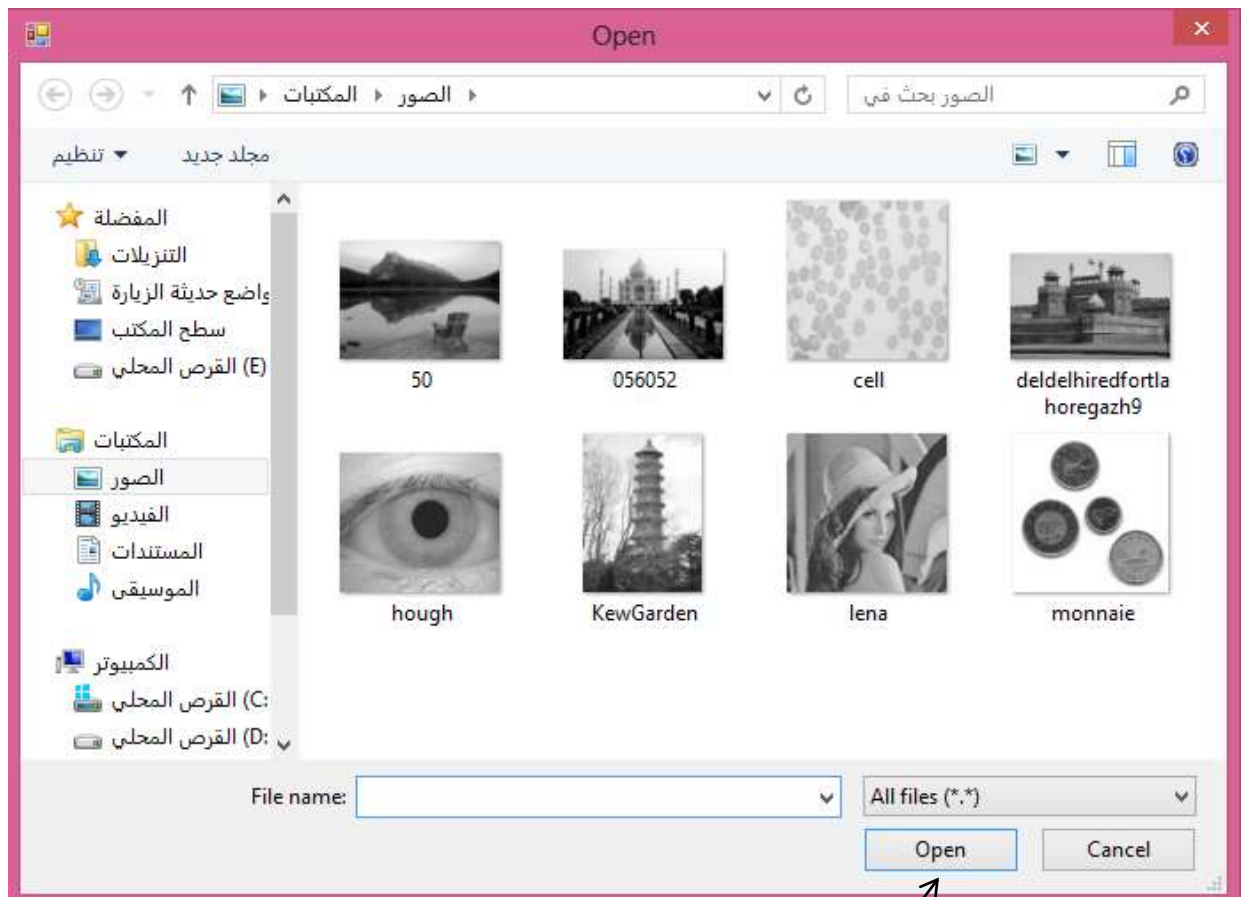 Open
المكتبات
الصور
الصور بحث في
تنظيم
مجلد جديد
المفضلة
التنزيلات
واضع حديثة الزيارة
سطح المكتب
القرص المحلي (E)
المكتبات
الصور
الفيديو
المستندات
الموسيقى
الكمبيوتر
القرص المحلي (C:
القرص المحلي (D:
50
056052
cell
deldelhiredfortla
horegazh9
hough
KewGarden
lena
monnaie
File name:
All files (*.*)
Open
Cancel